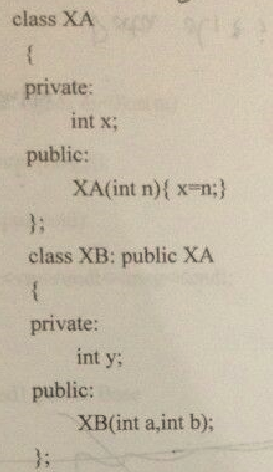 class XA
{
private:
int x;
public:
XA(int n){ x=n;}
};
class XB: public XA
{
private:
int y;
public:
XB(int a,int b);
};